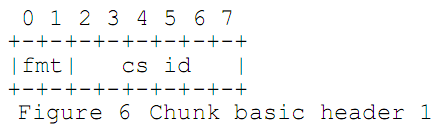 0 1 2 3 4 5 6 7
+-+-+-+-+-+-+-+-+
|fmt|   cs id   |
+-+-+-+-+-+-+-+-+
Figure 6 Chunk basic header 1